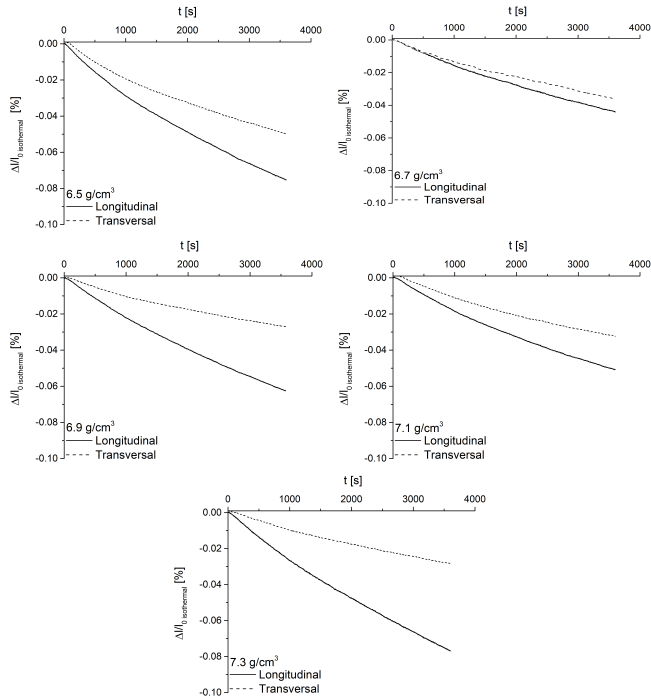 t [s]
0 1000 2000 3000 4000
0.00
-0.02
-0.04
-0.06
-0.08
-0.10
Δl/l0 isothermal [%]
6.5 g/cm³
Longitudinal
Transversal
t [s]
0 1000 2000 3000 4000
0.00
-0.02
-0.04
-0.06
-0.08
-0.10
Δl/l0 isothermal [%]
6.7 g/cm³
Longitudinal
Transversal
t [s]
0 1000 2000 3000 4000
0.00
-0.02
-0.04
-0.06
-0.08
-0.10
Δl/l0 isothermal [%]
6.9 g/cm³
Longitudinal
Transversal
t [s]
0 1000 2000 3000 4000
0.00
-0.02
-0.04
-0.06
-0.08
-0.10
Δl/l0 isothermal [%]
7.1 g/cm³
Longitudinal
Transversal
t [s]
0 1000 2000 3000 4000
0.00
-0.02
-0.04
-0.06
-0.08
-0.10
Δl/l0 isothermal [%]
7.3 g/cm³
Longitudinal
Transversal